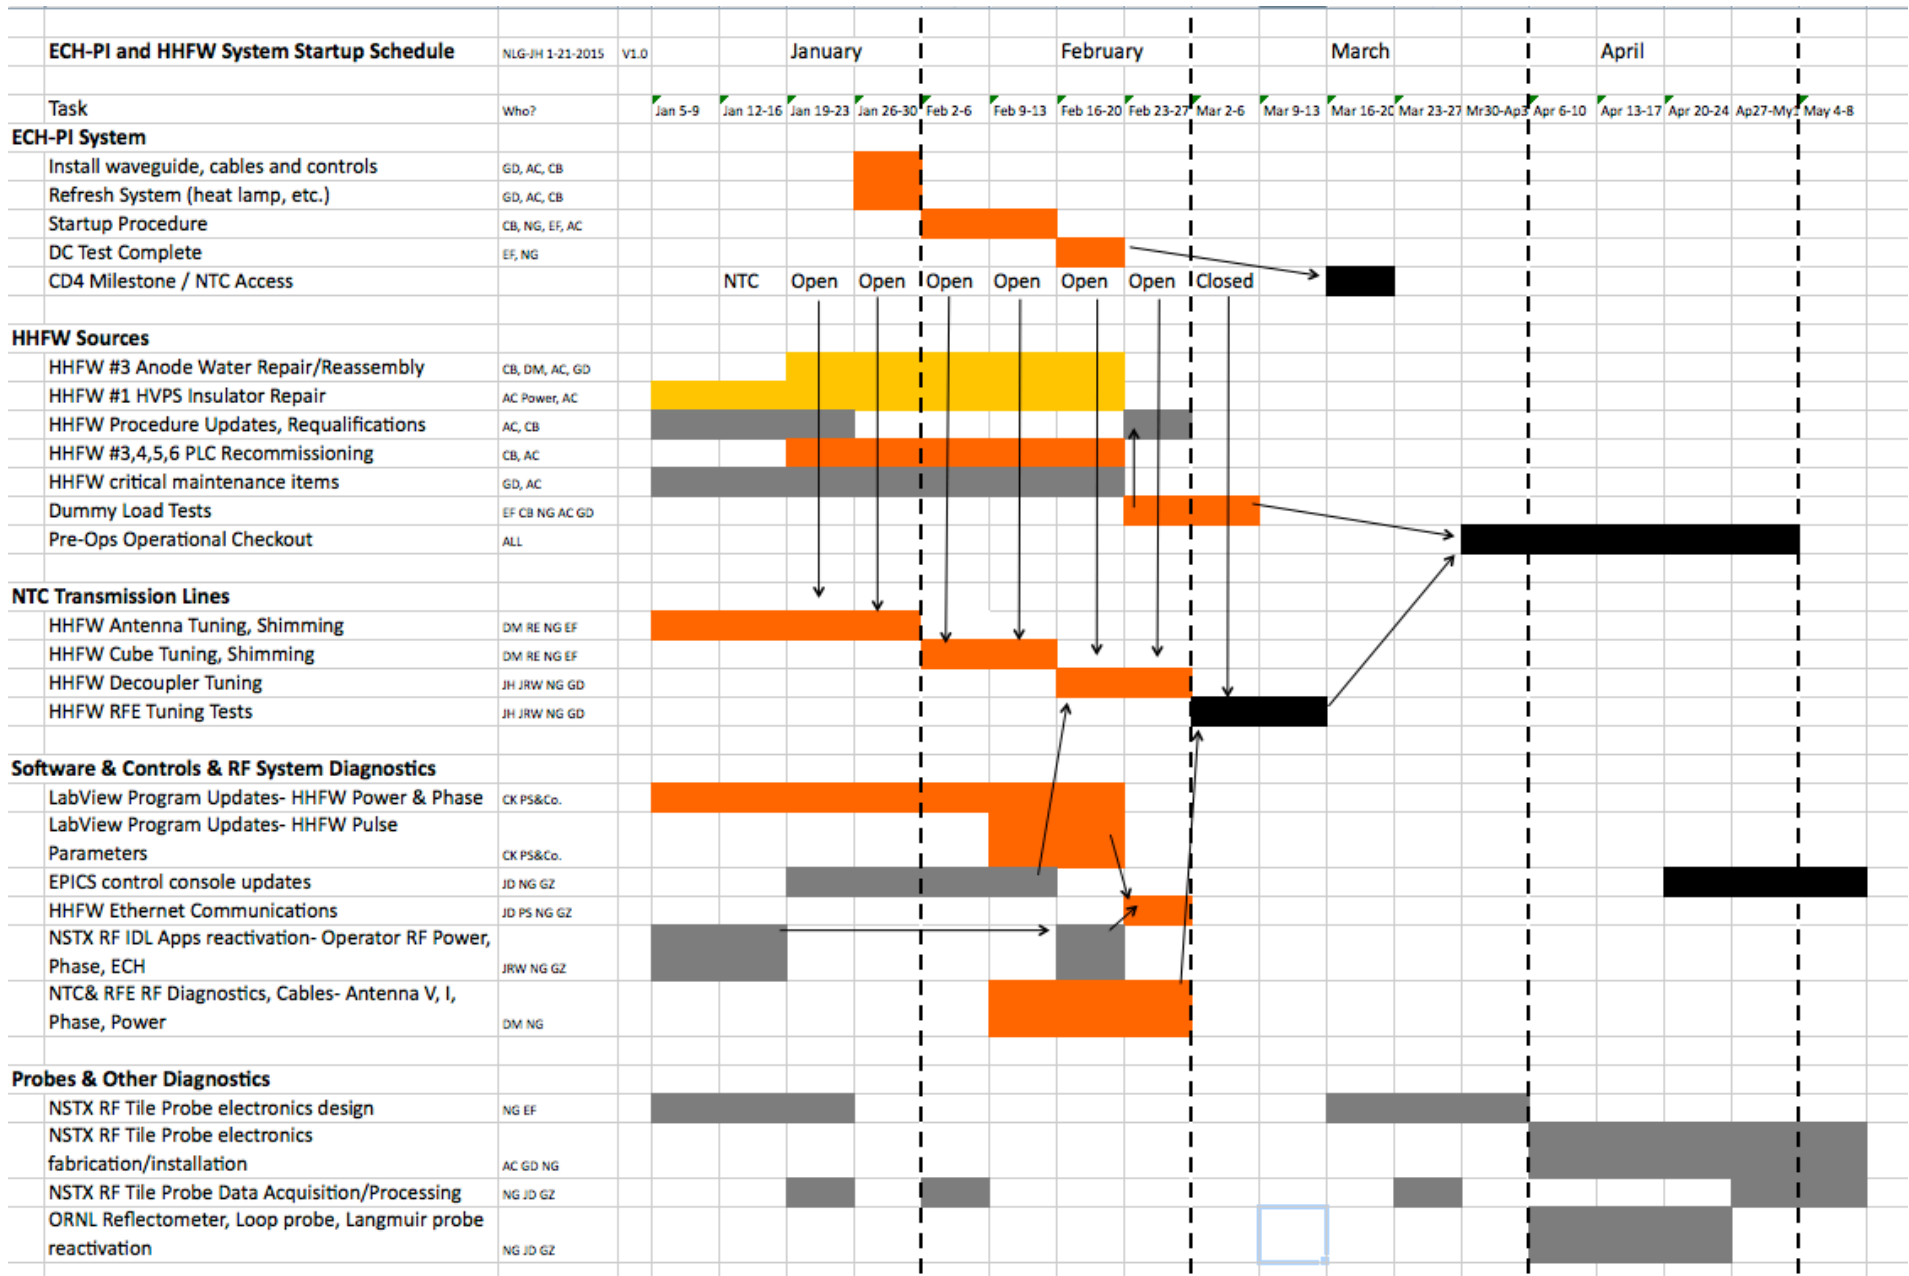 ECH-PI and HHFW System Startup Schedule NLG-JH 1-21-2015 V1.0 January February March April
Task Who? Jan 5-9 Jan 12-16 Jan 19-23 Jan 26-30 Feb 2-6 Feb 9-13 Feb 16-20 Feb 23-27 Mar 2-6 Mar 9-13 Mar 16-20 Mar 23-27 Mr30-Ap3 Apr 6-10 Apr 13-17 Apr 20-24 Ap27-My1 May 4-8
ECH-PI System
Install waveguide, cables and controls GD, AC, CB
Refresh System (heat lamp, etc.) GD, AC, CB
Startup Procedure CB, NG, EF, AC
DC Test Complete EF, NG
CD4 Milestone / NTC Access NTC Open Open Open Open Open Open Closed
HHFW Sources
HHFW #3 Anode Water Repair/Reassembly CB, DM, AC, GD
HHFW #1 HVPS Insulator Repair AC Power, AC
HHFW Procedure Updates, Requalifications AC, CB
HHFW #3,4,5,6 PLC Recommissioning CB, AC
HHFW critical maintenance items GD, AC
Dummy Load Tests EF CB NG AC GD
Pre-Ops Operational Checkout ALL
NTC Transmission Lines
HHFW Antenna Tuning, Shimming DM RE NG EF
HHFW Cube Tuning, Shimming DM RE NG EF
HHFW Decoupler Tuning JH JRW NG GD
HHFW RFE Tuning Tests JH JRW NG GD
Software & Controls & RF System Diagnostics
LabView Program Updates- HHFW Power & Phase CK PS&Co.
LabView Program Updates- HHFW Pulse
Parameters CK PS&Co.
EPICS control console updates JD NG GZ
HHFW Ethernet Communications JD PS NG GZ
NSTX RF IDL Apps reactivation- Operator RF Power,
Phase, ECH JRW NG GZ
NTC& RFE RF Diagnostics, Cables- Antenna V, I,
Phase, Power DM NG
Probes & Other Diagnostics
NSTX RF Tile Probe electronics design NG EF
NSTX RF Tile Probe electronics
fabrication/installation AC GD NG
NSTX RF Tile Probe Data Acquisition/Processing NG JD GZ
ORNL Reflectometer, Loop probe, Langmuir probe
reactivation NG JD GZ